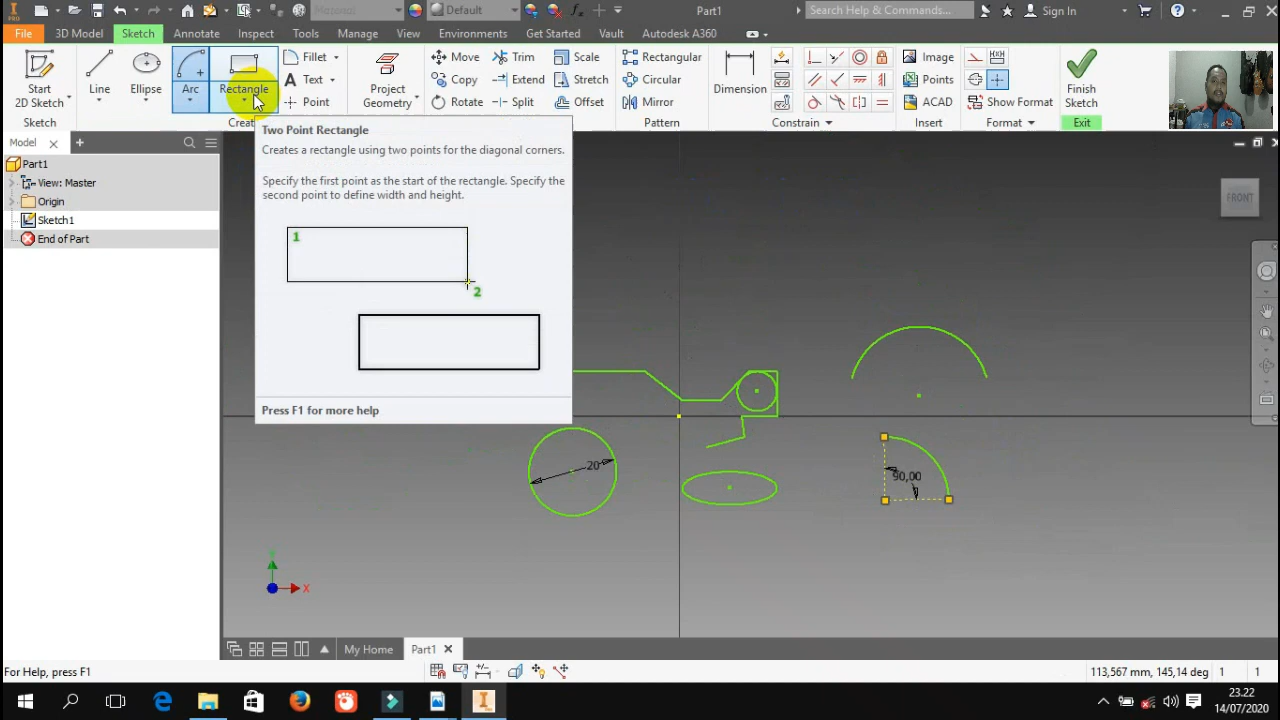 PRO
Mezonai
Default
Part1
Search Help & Commands...
Sign In
File
3D Model
Sketch
Annotate
Inspect
Tools
Manage
View
Environments
Get Started
Vault
Autodesk A360
Start
2D Sketch
Line
Ellipse
Arc
Rectangle
Fillet
Text
Point
Project
Geometry
Move
Copy
Rotate
Trim
Extend
Split
Scale
Stretch
Offset
Rectangular
Circular
Mirror
Dimension
Image
Points
ACAD
Show Format
Finish
Sketch
Sketch
Creat
Pattern
Constrain
Insert
Format
Exit
Model
Part1
View: Master
Origin
Sketch1
End of Part
Two Point Rectangle
Creates a rectangle using two points for the diagonal corners.
Specify the first point as the start of the rectangle. Specify the
second point to define width and height.
1
2
Press F1 for more help
FRONT
20
90,00
X
My Home
Part1
For Help, press F1
113,567 mm, 145,14 deg
1
1
23.22
14/07/2020